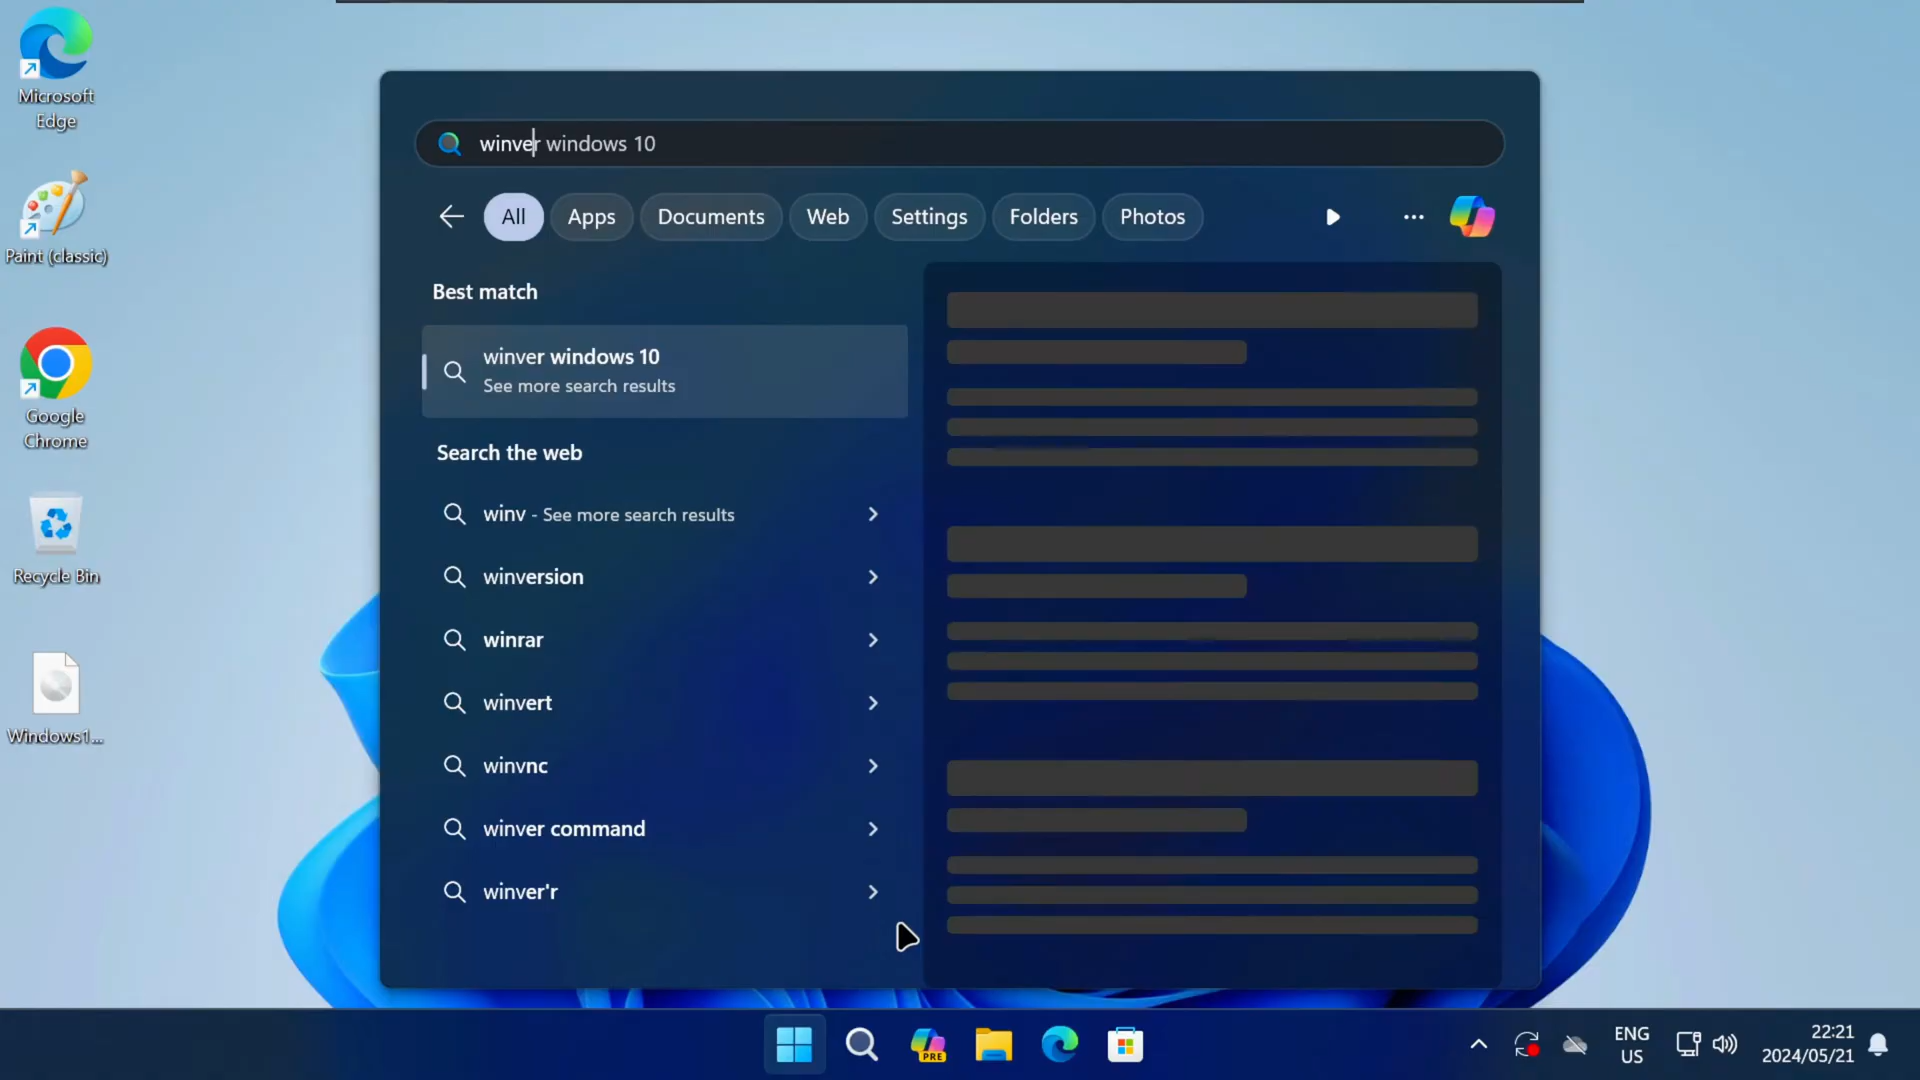 Microsoft
Edge
Paint (classic)
Google
Chrome
Recycle Bin
Windows1...
winver windows 10
All
Apps
Documents
Web
Settings
Folders
Photos
Best match
winver windows 10
See more search results
Search the web
winv - See more search results
winversion
winrar
winvert
winvnc
winver command
winver'r
PRE
ENG
US
22:21
2024/05/21